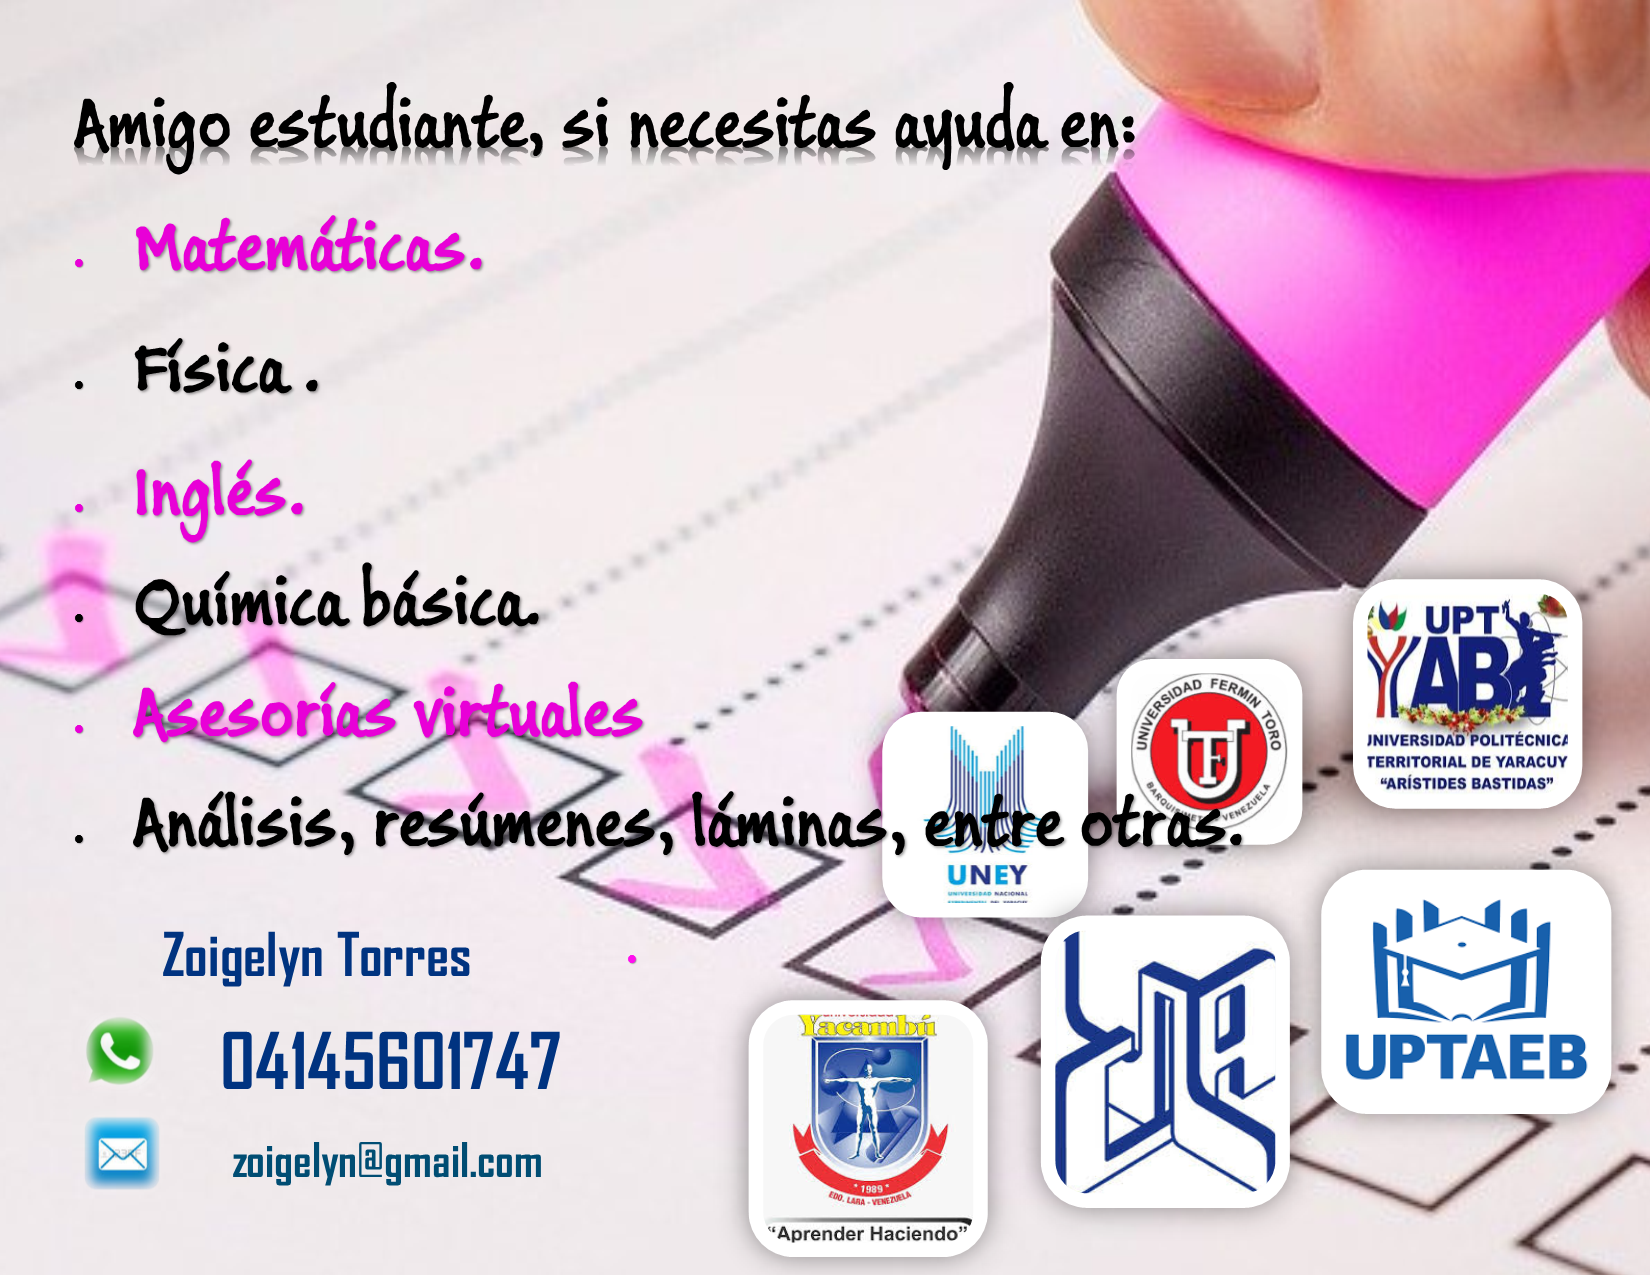 Amigo estudiante, si necesitas ayuda en:
• Matemáticas.
• Física .
• Inglés.
• Química básica.
• Asesorías virtuales
• Análisis, resúmenes, láminas, entre otras.
Zoigelyn Torres
04145601747
zoigelyn@gmail.com
UPT
YAB
UNIVERSIDAD POLITÉCNICA
TERRITORIAL DE YARACUY
“ARÍSTIDES BASTIDAS”
UNIVERSIDAD FERMIN TORO
UFT
VENEZUELA
UNEY
UNIVERSIDAD NACIONAL
UPTAEB
Yacambú
* 1989 *
EDO. LARA - VENEZUELA
“Aprender Haciendo”